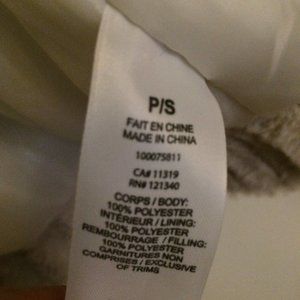 P/S
FAIT EN CHINE
MADE IN CHINA
100075811
CA# 11319
RN# 121340
CORPS / BODY:
100% POLYESTER
INTÉRIEUR / LINING:
100% POLYESTER
REMBOURRAGE / FILLING:
100% POLYESTER
GARNITURES NON
COMPRISES / EXCLUSIVE
OF TRIMS